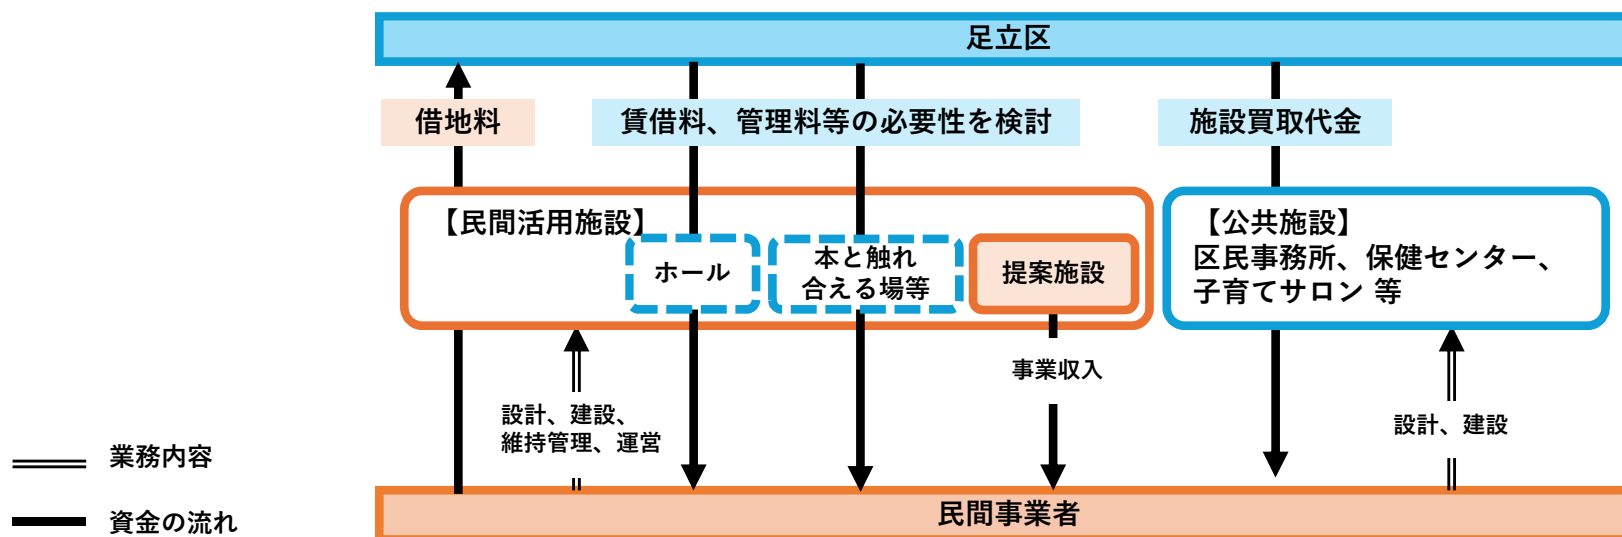 足立区
借地料
賃借料、管理料等の必要性を検討
施設買取代金
【民間活用施設】
ホール
本と触れ
合える場等
提案施設
【公共施設】
区民事務所、保健センター、
子育てサロン 等
事業収入
設計、建設、
維持管理、運営
設計、建設
業務内容
資金の流れ
民間事業者